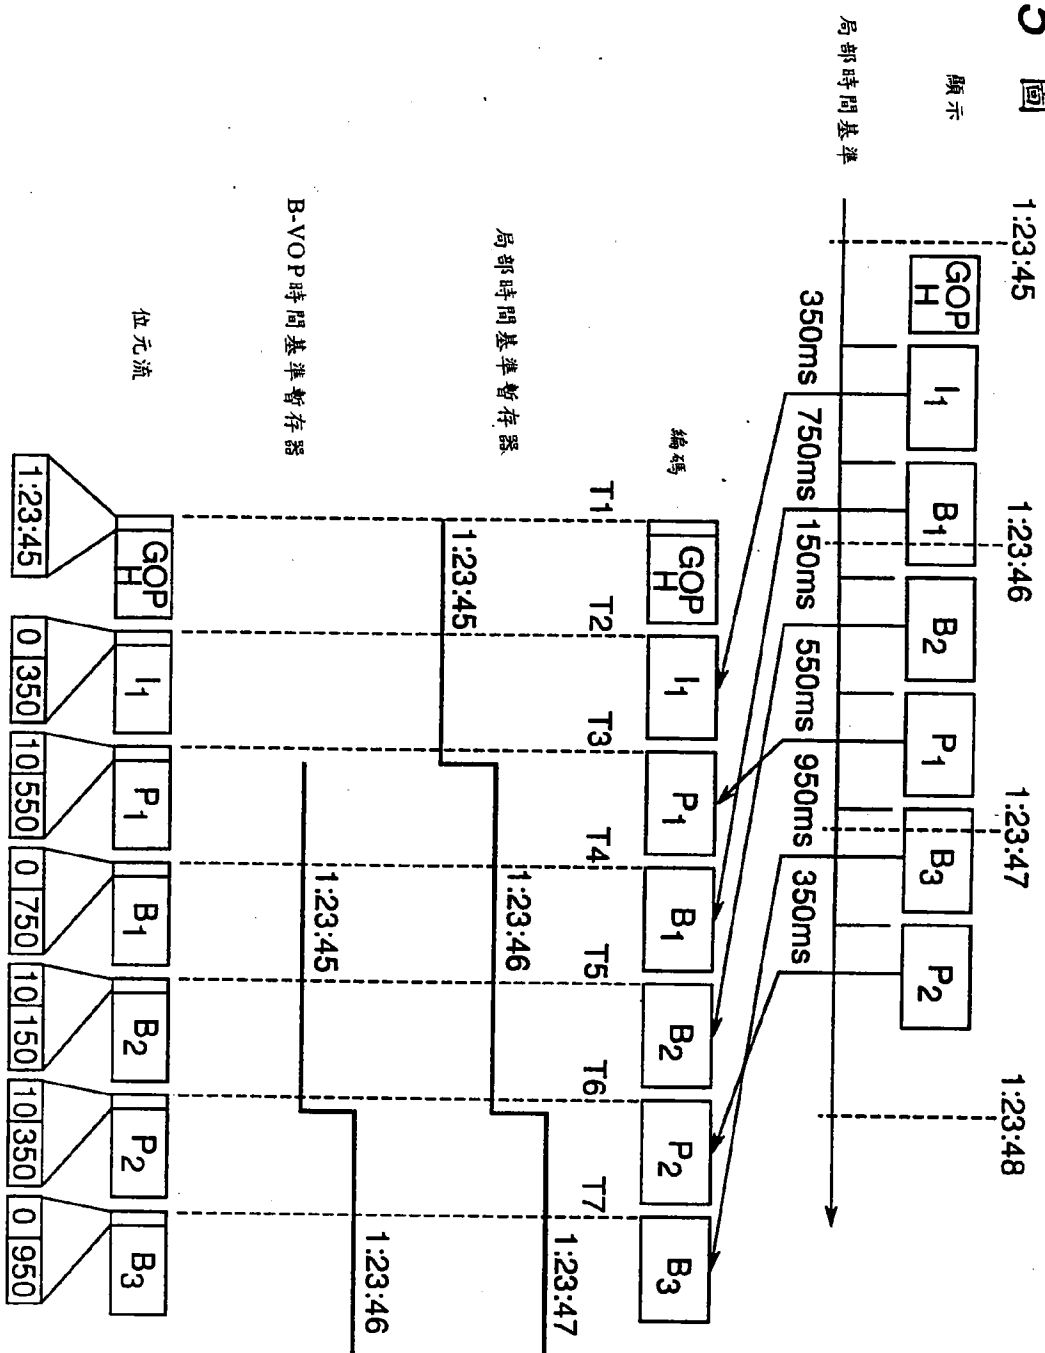 5 圖
1:23:45 1:23:46 1:23:47 1:23:48
顯示
GOP
H
I1 B1 B2 P1 B3 P2
局部時間基準
350ms 750ms 150ms 550ms 950ms 350ms
編碼
GOP
H
I1 P1 B1 B2 P2 B3
T1 T2 T3 T4 T5 T6 T7
局部時間基準暫存器
1:23:45 1:23:46 1:23:47
B-VOP時間基準暫存器
1:23:45 1:23:46
位元流
GOP
H
I1 P1 B1 B2 P2 B3
1:23:45 0 350 10 550 0 750 10 150 10 350 0 950